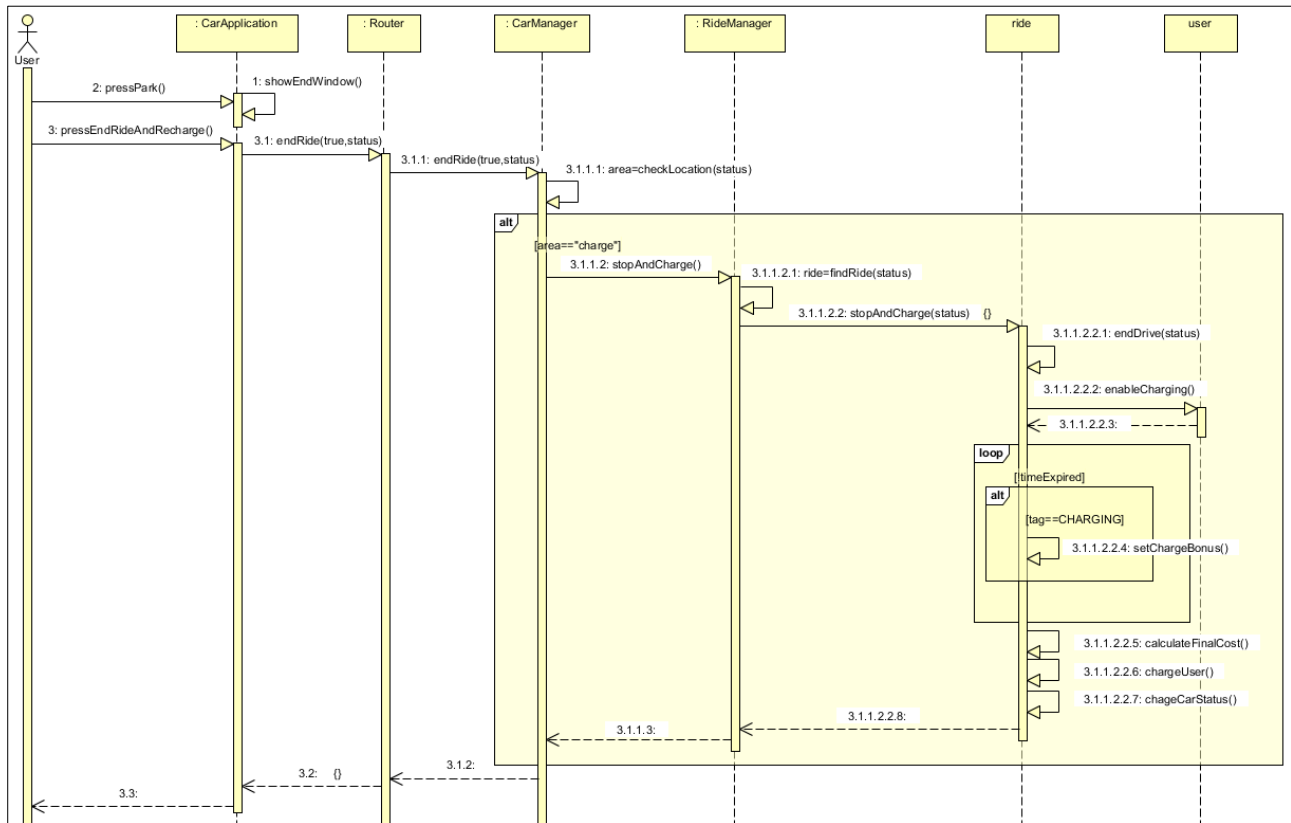 : CarApplication
: Router
: CarManager
: RideManager
ride
user
User
1: showEndWindow()
2: pressPark()
3: pressEndRideAndRecharge()
3.1: endRide(true,status)
3.1.1: endRide(true,status)
3.1.1.1: area=checkLocation(status)
alt
[area=="charge"]
3.1.1.2: stopAndCharge()
3.1.1.2.1: ride=findRide(status)
3.1.1.2.2: stopAndCharge(status) {}
3.1.1.2.2.1: endDrive(status)
3.1.1.2.2.2: enableCharging()
3.1.1.2.2.3:
loop
[!timeExpired]
alt
[tag==CHARGING]
3.1.1.2.2.4: setChargeBonus()
3.1.1.2.2.5: calculateFinalCost()
3.1.1.2.2.6: chargeUser()
3.1.1.2.2.7: chageCarStatus()
3.1.1.2.2.8:
3.1.1.3:
3.1.2:
3.2: {}
3.3: